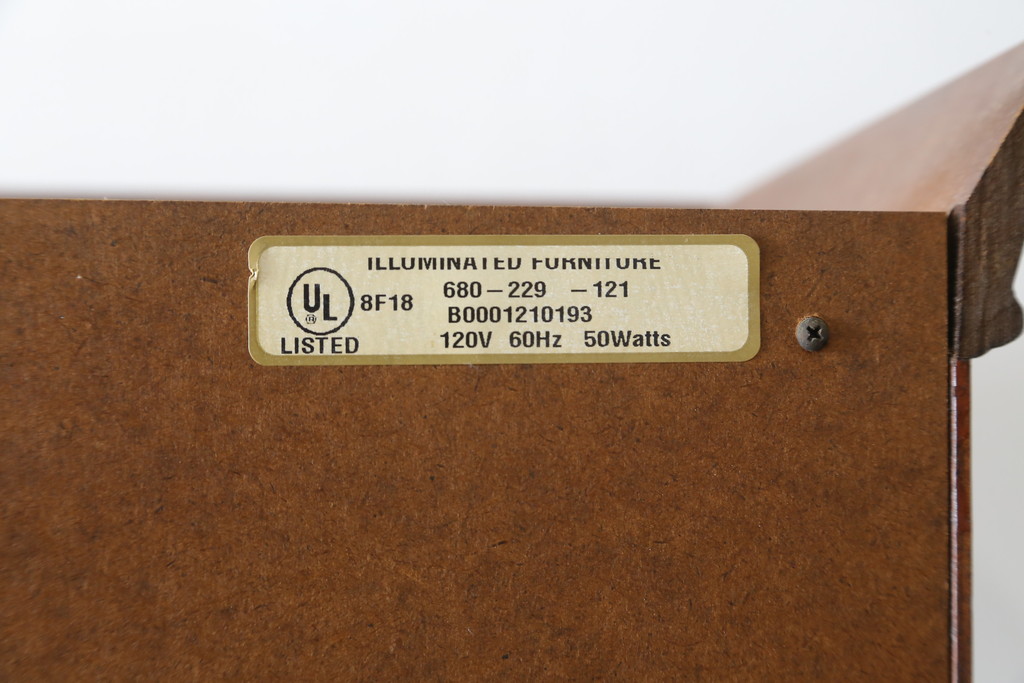 ILLUMINATED FURNITURE
UL ® 8F18
LISTED
680-229 -121
B0001210193
120V 60Hz 50Watts